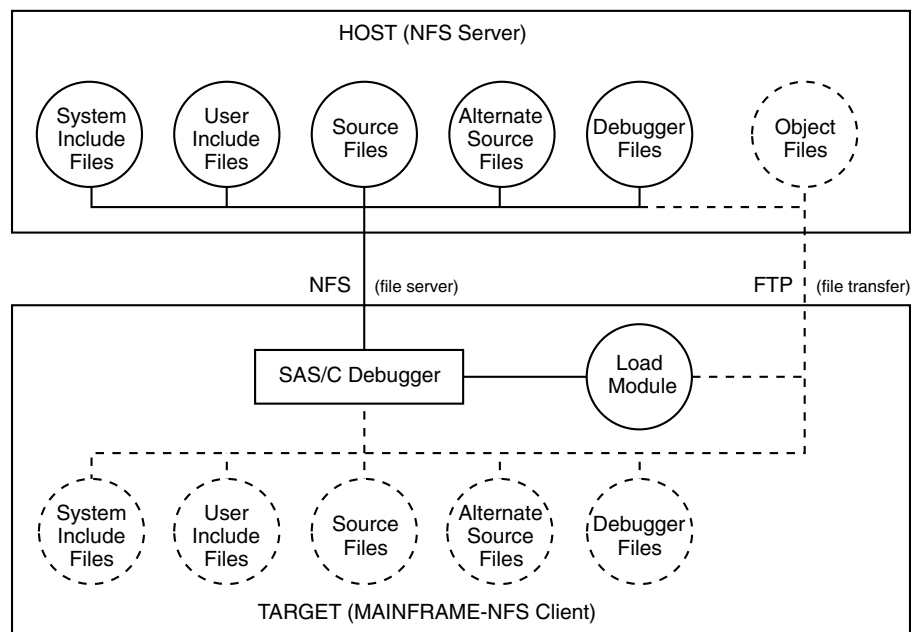 HOST (NFS Server)
System
Include
Files
User
Include
Files
Source
Files
Alternate
Source
Files
Debugger
Files
Object
Files
NFS (file server)
FTP (file transfer)
SAS/C Debugger
Load
Module
System
Include
Files
User
Include
Files
Source
Files
Alternate
Source
Files
Debugger
Files
TARGET (MAINFRAME-NFS Client)